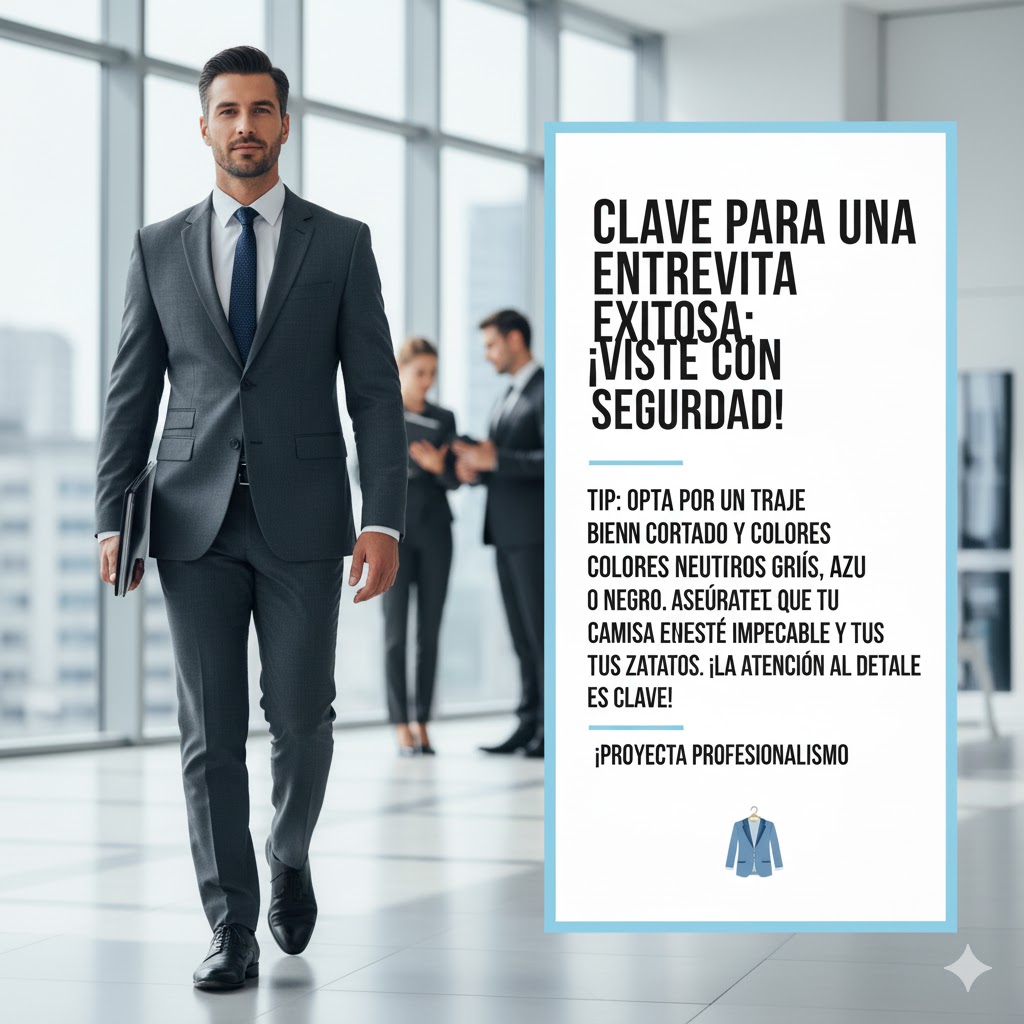 CLAVE PARA UNA
ENTREVITA
EXITOSA:
¡VISTE CON
SEGURDAD!
TIP: OPTA POR UN TRAJE
BIENN CORTADO Y COLORES
COLORES NEUTIROS GRIÍS, AZU
O NEGRO. ASEÚRATEE QUE TU
CAMISA ENESTÉ IMPECABLE Y TUS
TUS ZATATOS. ¡LA ATENCIÓN AL DETALE
ES CLAVE!
¡PROYECTA PROFESIONALISMO